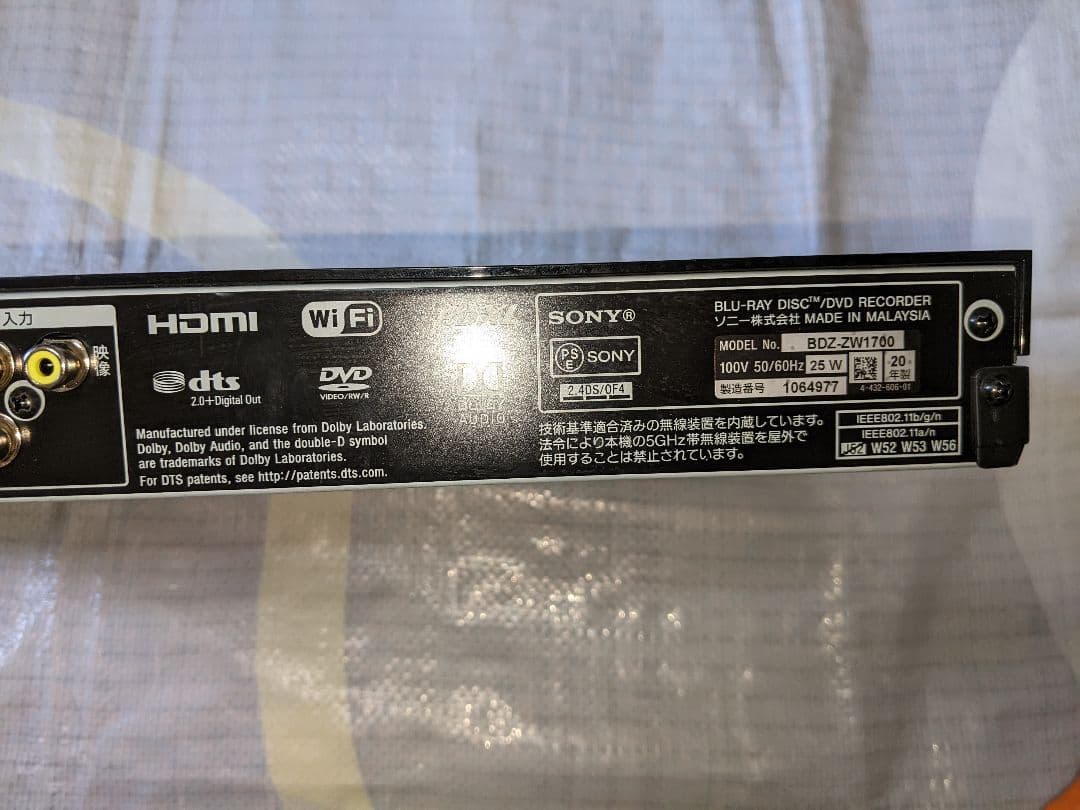 入力
映像
HDMI
Wi Fi
dts
2.0+Digital Out
DVD
VIDEO/RW/R
AUDIO
Manufactured under license from Dolby Laboratories.
Dolby, Dolby Audio, and the double-D symbol
are trademarks of Dolby Laboratories.
For DTS patents, see http://patents.dts.com.
SONY®
PS
E
SONY
2.4DS/OF4
BLU-RAY DISC™/DVD RECORDER
ソニー株式会社 MADE IN MALAYSIA
MODEL No. BDZ-ZW1700
100V 50/60Hz 25 W
20年製
製造番号 1064977
4-432-606-01
技術基準適合済みの無線装置を内蔵しています。
法令により本機の5GHz帯無線装置を屋外で
使用することは禁止されています。
IEEE802.11b/g/n
IEEE802.11a/n
J52 W52 W53 W56